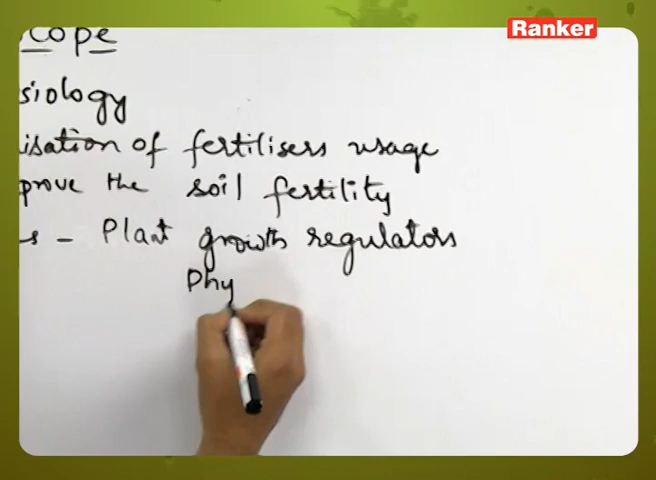 Ranker
cope
siology
isation of fertilisers usage
prove the soil fertility
s - Plant growth regulators
Phy